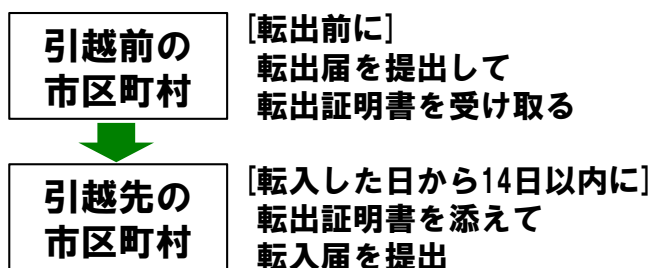 引越前の
市区町村
[転出前に]
転出届を提出して
転出証明書を受け取る
引越先の
市区町村
[転入した日から14日以内に]
転出証明書を添えて
転入届を提出